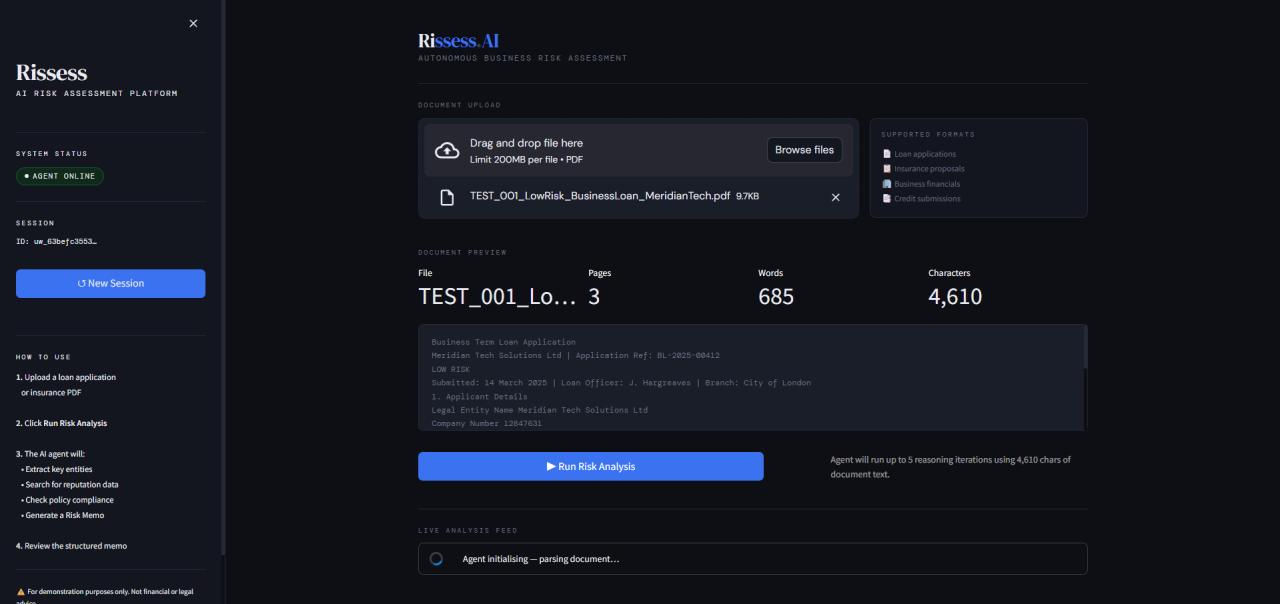 Rissess
AI RISK ASSESSMENT PLATFORM
SYSTEM STATUS
AGENT ONLINE
SESSION
ID: uw_63befc3553…
↺ New Session
HOW TO USE
1. Upload a loan application
or insurance PDF
2. Click Run Risk Analysis
3. The AI agent will:
• Extract key entities
• Search for reputation data
• Check policy compliance
• Generate a Risk Memo
4. Review the structured memo
⚠ For demonstration purposes only. Not financial or legal
advice.
Rissess.AI
AUTONOMOUS BUSINESS RISK ASSESSMENT
DOCUMENT UPLOAD
Drag and drop file here
Limit 200MB per file • PDF
Browse files
TEST_001_LowRisk_BusinessLoan_MeridianTech.pdf 9.7KB
SUPPORTED FORMATS
Loan applications
Insurance proposals
Business financials
Credit submissions
DOCUMENT PREVIEW
File Pages Words Characters
TEST_001_Lo… 3 685 4,610
Business Term Loan Application
Meridian Tech Solutions Ltd | Application Ref: BL-2025-00412
LOW RISK
Submitted: 14 March 2025 | Loan Officer: J. Hargreaves | Branch: City of London
1. Applicant Details
Legal Entity Name Meridian Tech Solutions Ltd
Company Number 12847631
▶ Run Risk Analysis
Agent will run up to 5 reasoning iterations using 4,610 chars of
document text.
LIVE ANALYSIS FEED
Agent initialising — parsing document…